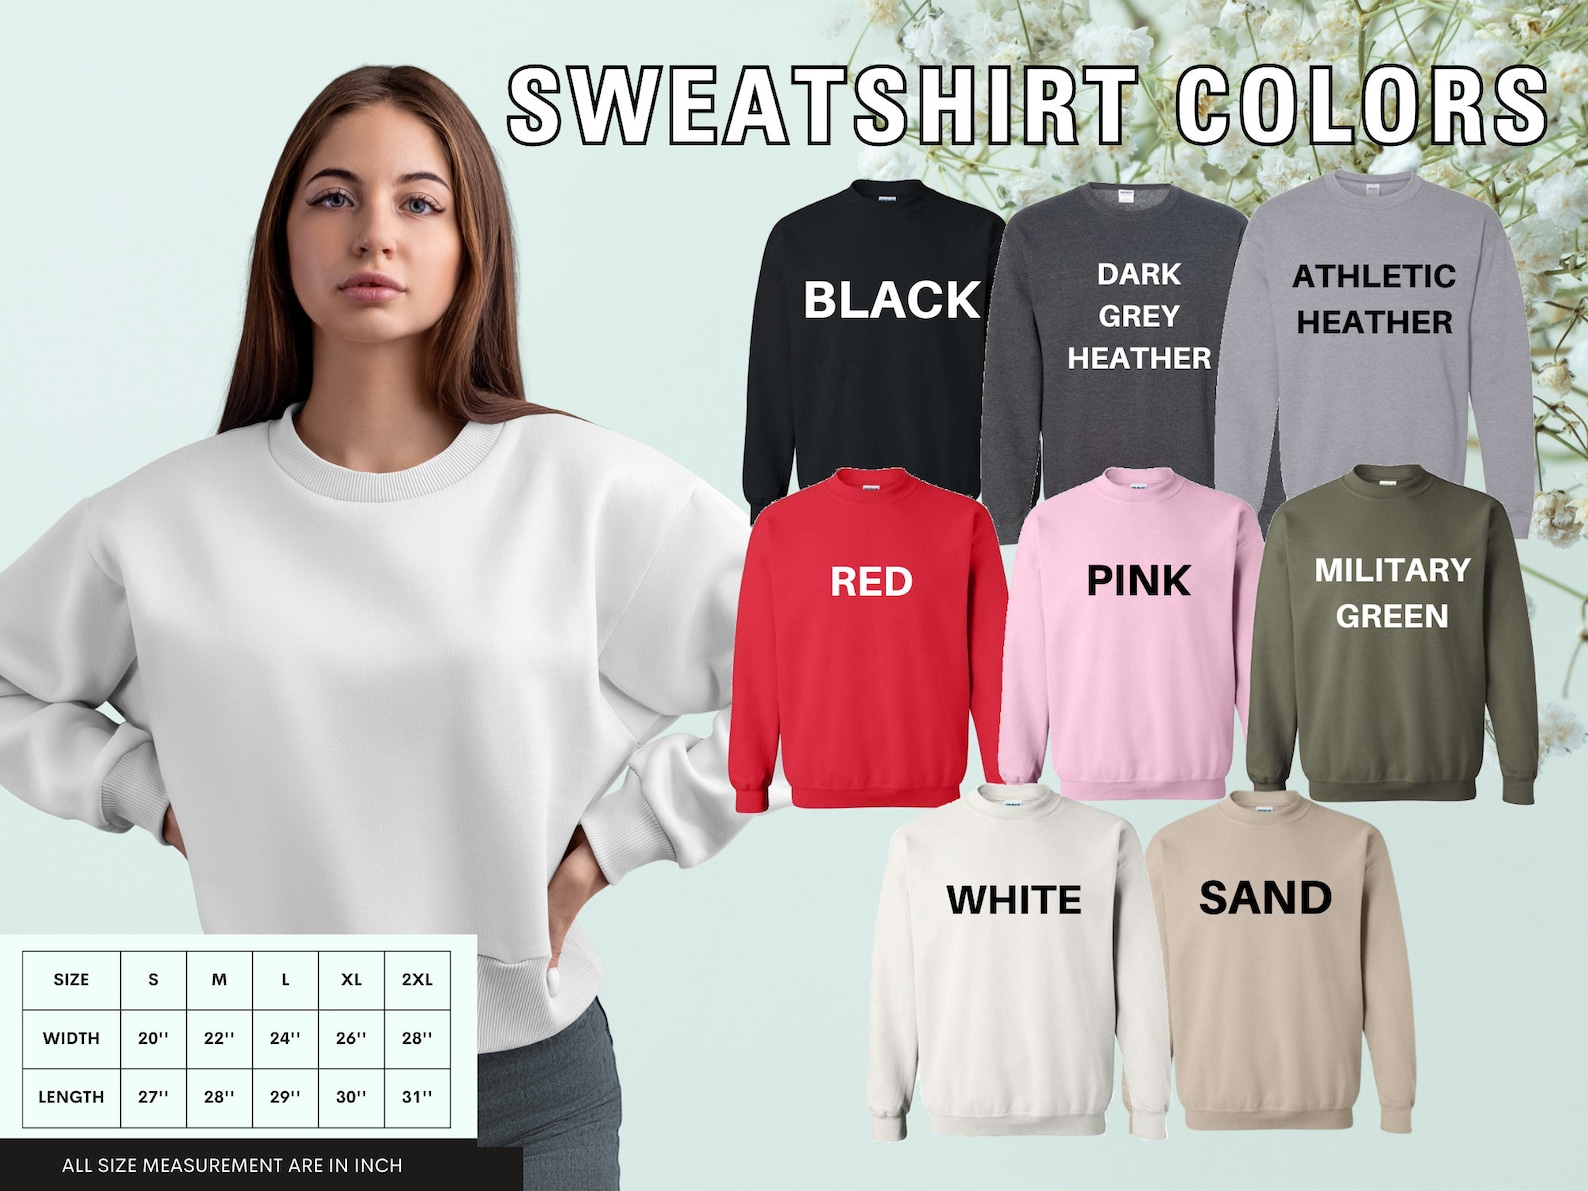 SWEATSHIRT COLORS
BLACK
DARK
GREY
HEATHER
ATHLETIC
HEATHER
RED
PINK
MILITARY
GREEN
WHITE
SAND
SIZE S M L XL 2XL
WIDTH 20'' 22'' 24'' 26'' 28''
LENGTH 27'' 28'' 29'' 30'' 31''
ALL SIZE MEASUREMENT ARE IN INCH